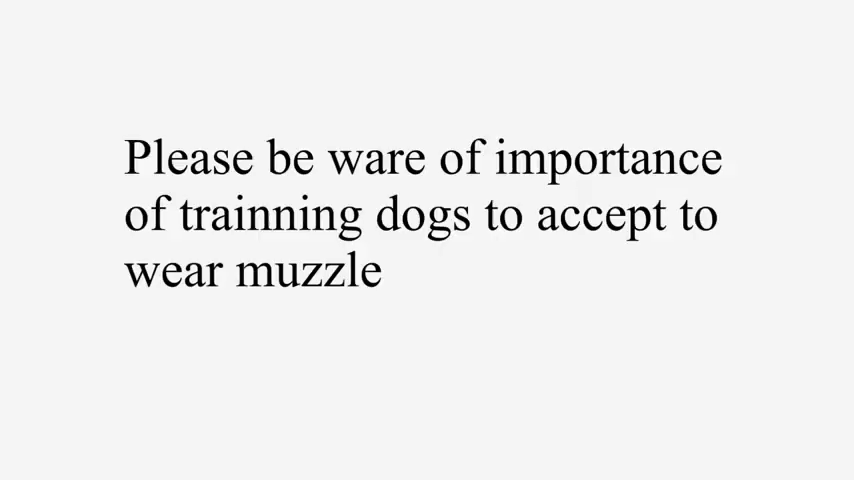 Please be ware of importance
of trainning dogs to accept to
wear muzzle